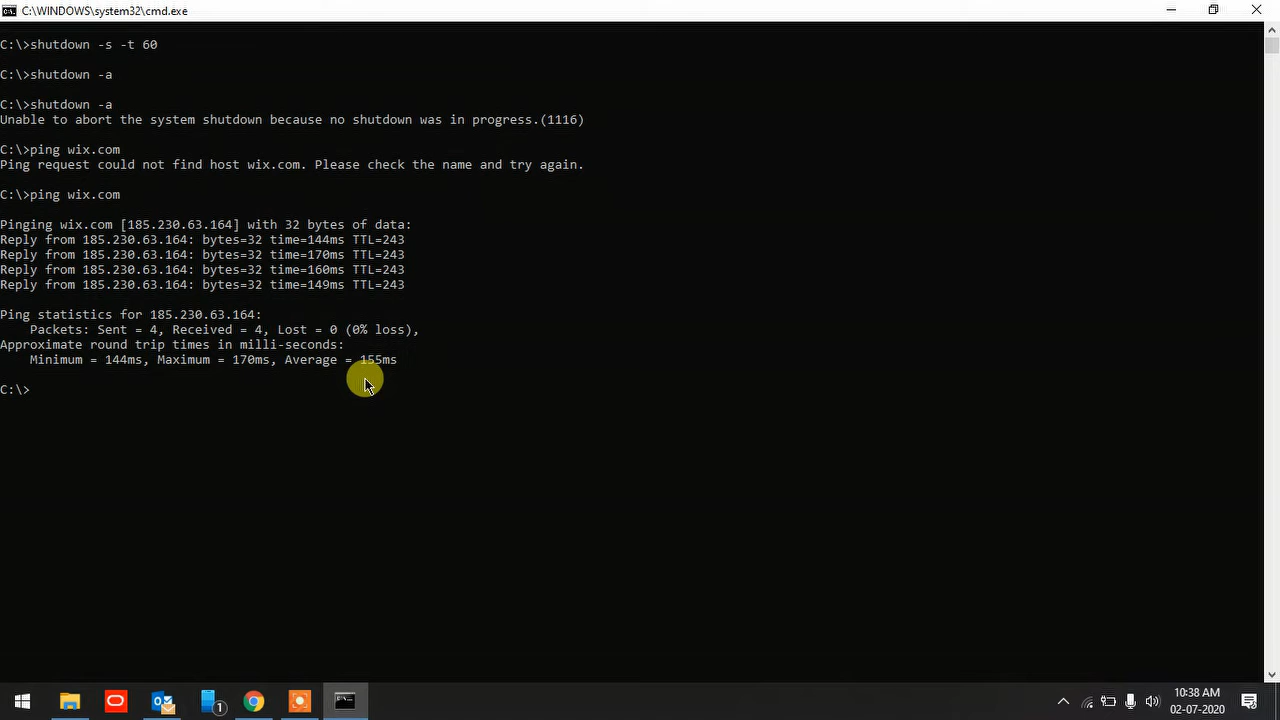 C:\WINDOWS\system32\cmd.exe
C:\>shutdown -s -t 60
C:\>shutdown -a
C:\>shutdown -a
Unable to abort the system shutdown because no shutdown was in progress.(1116)
C:\>ping wix.com
Ping request could not find host wix.com. Please check the name and try again.
C:\>ping wix.com
Pinging wix.com [185.230.63.164] with 32 bytes of data:
Reply from 185.230.63.164: bytes=32 time=144ms TTL=243
Reply from 185.230.63.164: bytes=32 time=170ms TTL=243
Reply from 185.230.63.164: bytes=32 time=160ms TTL=243
Reply from 185.230.63.164: bytes=32 time=149ms TTL=243
Ping statistics for 185.230.63.164:
    Packets: Sent = 4, Received = 4, Lost = 0 (0% loss),
Approximate round trip times in milli-seconds:
    Minimum = 144ms, Maximum = 170ms, Average = 155ms
C:\>
1
10:38 AM
02-07-2020